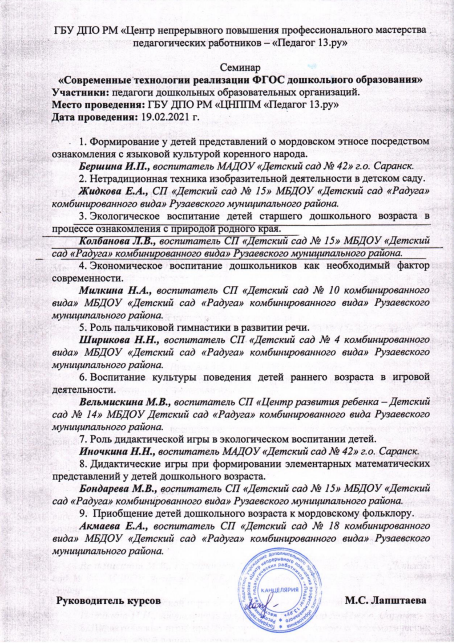 ГБУ ДПО РМ «Центр непрерывного повышения профессионального мастерства
педагогических работников – «Педагог 13.ру»
Семинар
«Современные технологии реализации ФГОС дошкольного образования»
Участники: педагоги дошкольных образовательных организаций.
Место проведения: ГБУ ДПО РМ «ЦНППМ «Педагог 13.ру»
Дата проведения: 19.02.2021 г.
1. Формирование у детей представлений о мордовском этносе посредством
ознакомления с языковой культурой коренного народа.
Бершина И.П., воспитатель МАДОУ «Детский сад № 42» г.о. Саранск.
2. Нетрадиционная техника изобразительной деятельности в детском саду.
Жидкова Е.А., СП «Детский сад № 15» МБДОУ «Детский сад «Радуга»
комбинированного вида» Рузаевского муниципального района.
3. Экологическое воспитание детей старшего дошкольного возраста в
процессе ознакомления с природой родного края.
Колбанова Л.В., воспитатель СП «Детский сад № 15» МБДОУ «Детский
сад «Радуга» комбинированного вида» Рузаевского муниципального района.
4. Экономическое воспитание дошкольников как необходимый фактор
современности.
Милкина Н.А., воспитатель СП «Детский сад № 10 комбинированного
вида» МБДОУ «Детский сад «Радуга» комбинированного вида» Рузаевского
муниципального района.
5. Роль пальчиковой гимнастики в развитии речи.
Ширикова Н.Н., воспитатель СП «Детский сад № 4 комбинированного
вида» МБДОУ «Детский сад «Радуга» комбинированного вида» Рузаевского
муниципального района.
6. Воспитание культуры поведения детей раннего возраста в игровой
деятельности.
Вельмискина М.В., воспитатель СП «Центр развития ребенка – Детский
сад № 14» МБДОУ Детский сад «Радуга» комбинированного вида Рузаевского
муниципального района.
7. Роль дидактической игры в экологическом воспитании детей.
Иночкина Н.Н., воспитатель МАДОУ «Детский сад № 42» г.о. Саранск.
8. Дидактические игры при формировании элементарных математических
представлений у детей дошкольного возраста.
Бондарева М.В., воспитатель СП «Детский сад № 15» МБДОУ «Детский
сад «Радуга» комбинированного вида» Рузаевского муниципального района.
9. Приобщение детей дошкольного возраста к мордовскому фольклору.
Акмаева Е.А., воспитатель СП «Детский сад № 18 комбинированного
вида» МБДОУ «Детский сад «Радуга» комбинированного вида» Рузаевского
муниципального района.
КАНЦЕЛЯРИЯ
Руководитель курсов М.С. Лапштаева